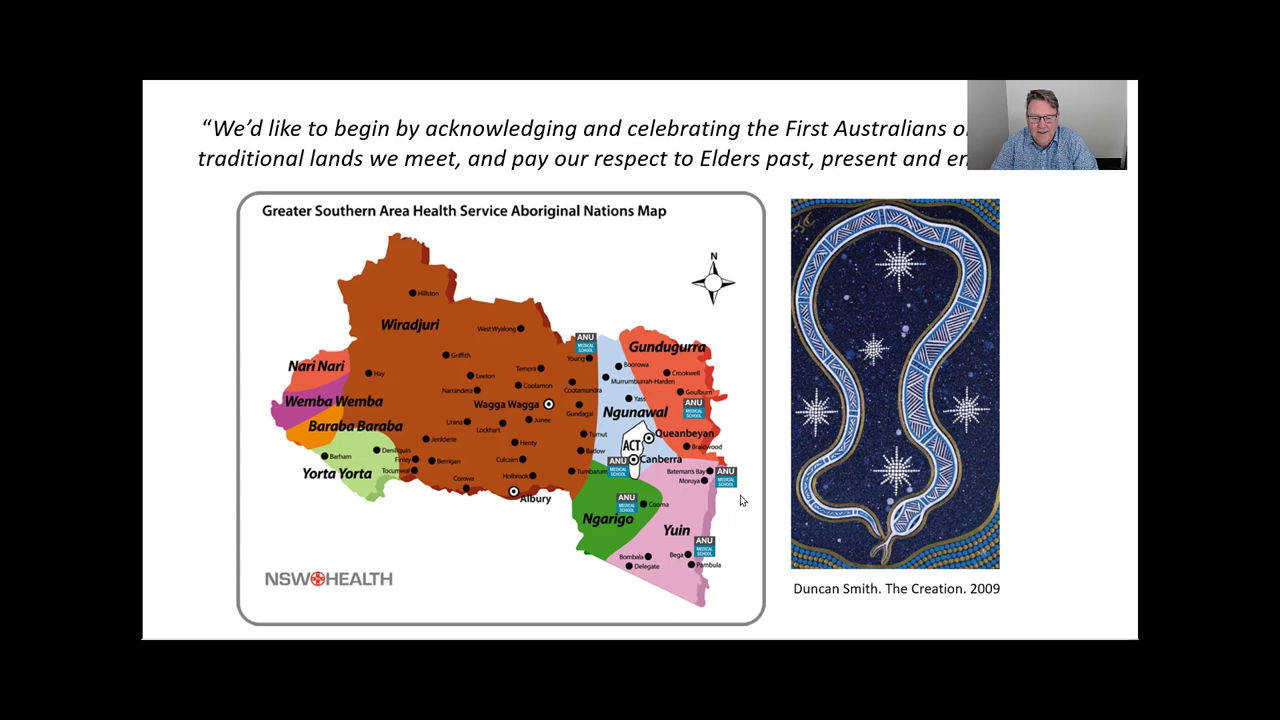 “We’d like to begin by acknowledging and celebrating the First Australians
traditional lands we meet, and pay our respect to Elders past, present and
Greater Southern Area Health Service Aboriginal Nations Map
N
Hillston
Wiradjuri
West Wyalong
ANU
MEDICAL
SCHOOL
Gundugurra
Griffith
Young
Boorowa
Nari Nari
Hay
Leeton
Temora
Crookwell
Murrumburrah-Harden
Narrandera
Coolamon
Cootamundra
Goulburn
Wemba Wemba
Wagga Wagga
Yass
ANU
MEDICAL
SCHOOL
Gundagai
Ngunawal
Baraba Baraba
Urana
Lockhart
Junee
Jerilderie
Henty
Tumut
ACT
Queanbeyan
Deniliquin
Batlow
Braidwood
Barham
Finley
Berrigan
Culcairn
ANU
MEDICAL
SCHOOL
Canberra
Yorta Yorta
Tocumwal
Corowa
Holbrook
Tumbarum
Bateman's Bay
ANU
MEDICAL
SCHOOL
Moruya
Albury
ANU
MEDICAL
SCHOOL
Cooma
Ngarigo
Yuin
ANU
MEDICAL
SCHOOL
Bombala
Bega
Delegate
Pambula
NSW HEALTH
Duncan Smith. The Creation. 2009